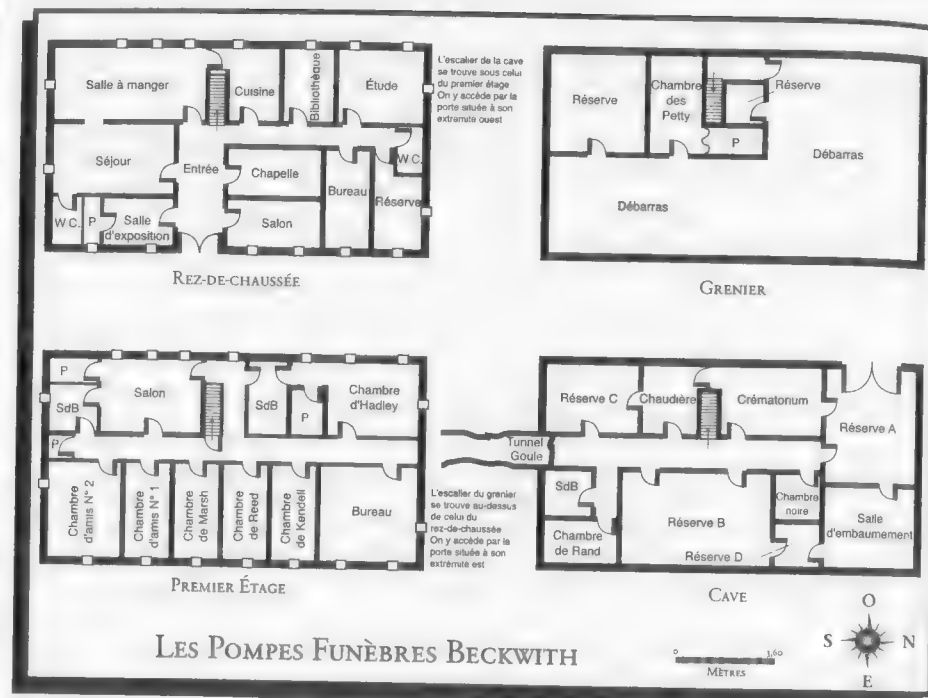 Salle à manger
Cuisine
Bibliothèque
Étude
Séjour
Entrée
Chapelle
Bureau
W.C.
Réserve
W C.
P
Salle
d'exposition
Salon
REZ-DE-CHAUSSÉE
L'escalier de la cave
se trouve sous celui
du premier étage
On y accède par la
porte située à son
extrémité ouest
Réserve
Chambre
des
Petty
Réserve
P
Débarras
Débarras
GRENIER
P
SdB
P
Salon
SdB
P
Chambre
d'Hadley
Chambre
d'amis N° 2
Chambre
d'amis N° 1
Chambre
de Marsh
Chambre
de Reed
Chambre
de Kendell
Bureau
PREMIER ÉTAGE
L'escalier du grenier
se trouve au-dessus
de celui du
rez-de-chaussée
On y accède par la
porte située à son
extrémité est
Réserve C
Chaudière
Crématorium
Réserve A
Tunnel
Goule
SdB
Chambre
de Rand
Réserve B
Chambre
noire
Réserve D
Salle
d'embaumement
CAVE
LES POMPES FUNÈBRES BECKWITH
0 3,60
MÈTRES
O
S N
E